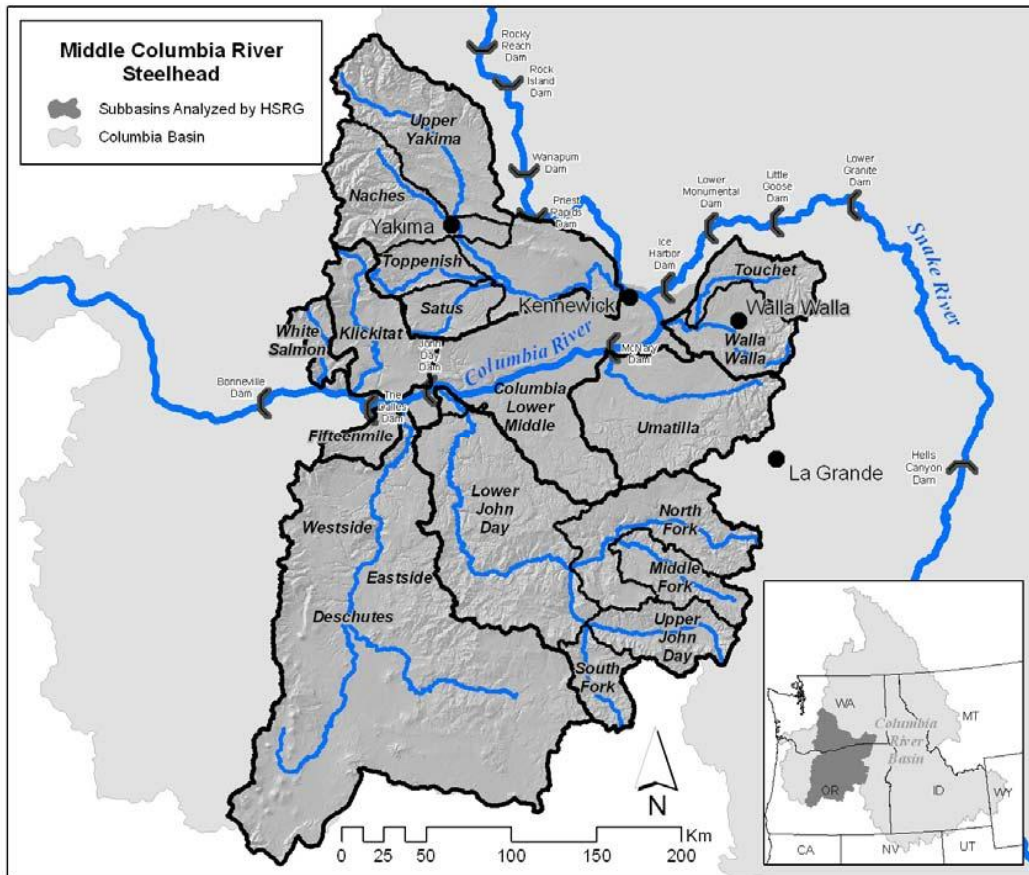 Middle Columbia River
Steelhead
Subbasins Analyzed by HSRG
Columbia Basin
Rocky
Reach
Dam
Rock
Island
Dam
Upper
Yakima
Wanapum
Dam
Lower
Monumental
Dam
Little
Goose
Dam
Lower
Granite
Dam
Naches
Priest
Rapids
Dam
Yakima
Ice
Harbor
Dam
Snake River
Toppenish
Touchet
Satus
Kennewick
Walla Walla
White
Salmon
Klickitat
John
Day
Dam
Columbia River
McNary
Dam
Walla
Walla
Bonneville
Dam
The
Dalles
Dam
Columbia
Lower
Middle
Umatilla
Fifteenmile
La Grande
Hells
Canyon
Dam
Westside
Lower
John
Day
North
Fork
Eastside
Middle
Fork
Deschutes
Upper
John
Day
South
Fork
N
Km
0 25 50 100 150 200
WA
MT
Columbia
River
Basin
OR
ID
WY
CA
NV
UT